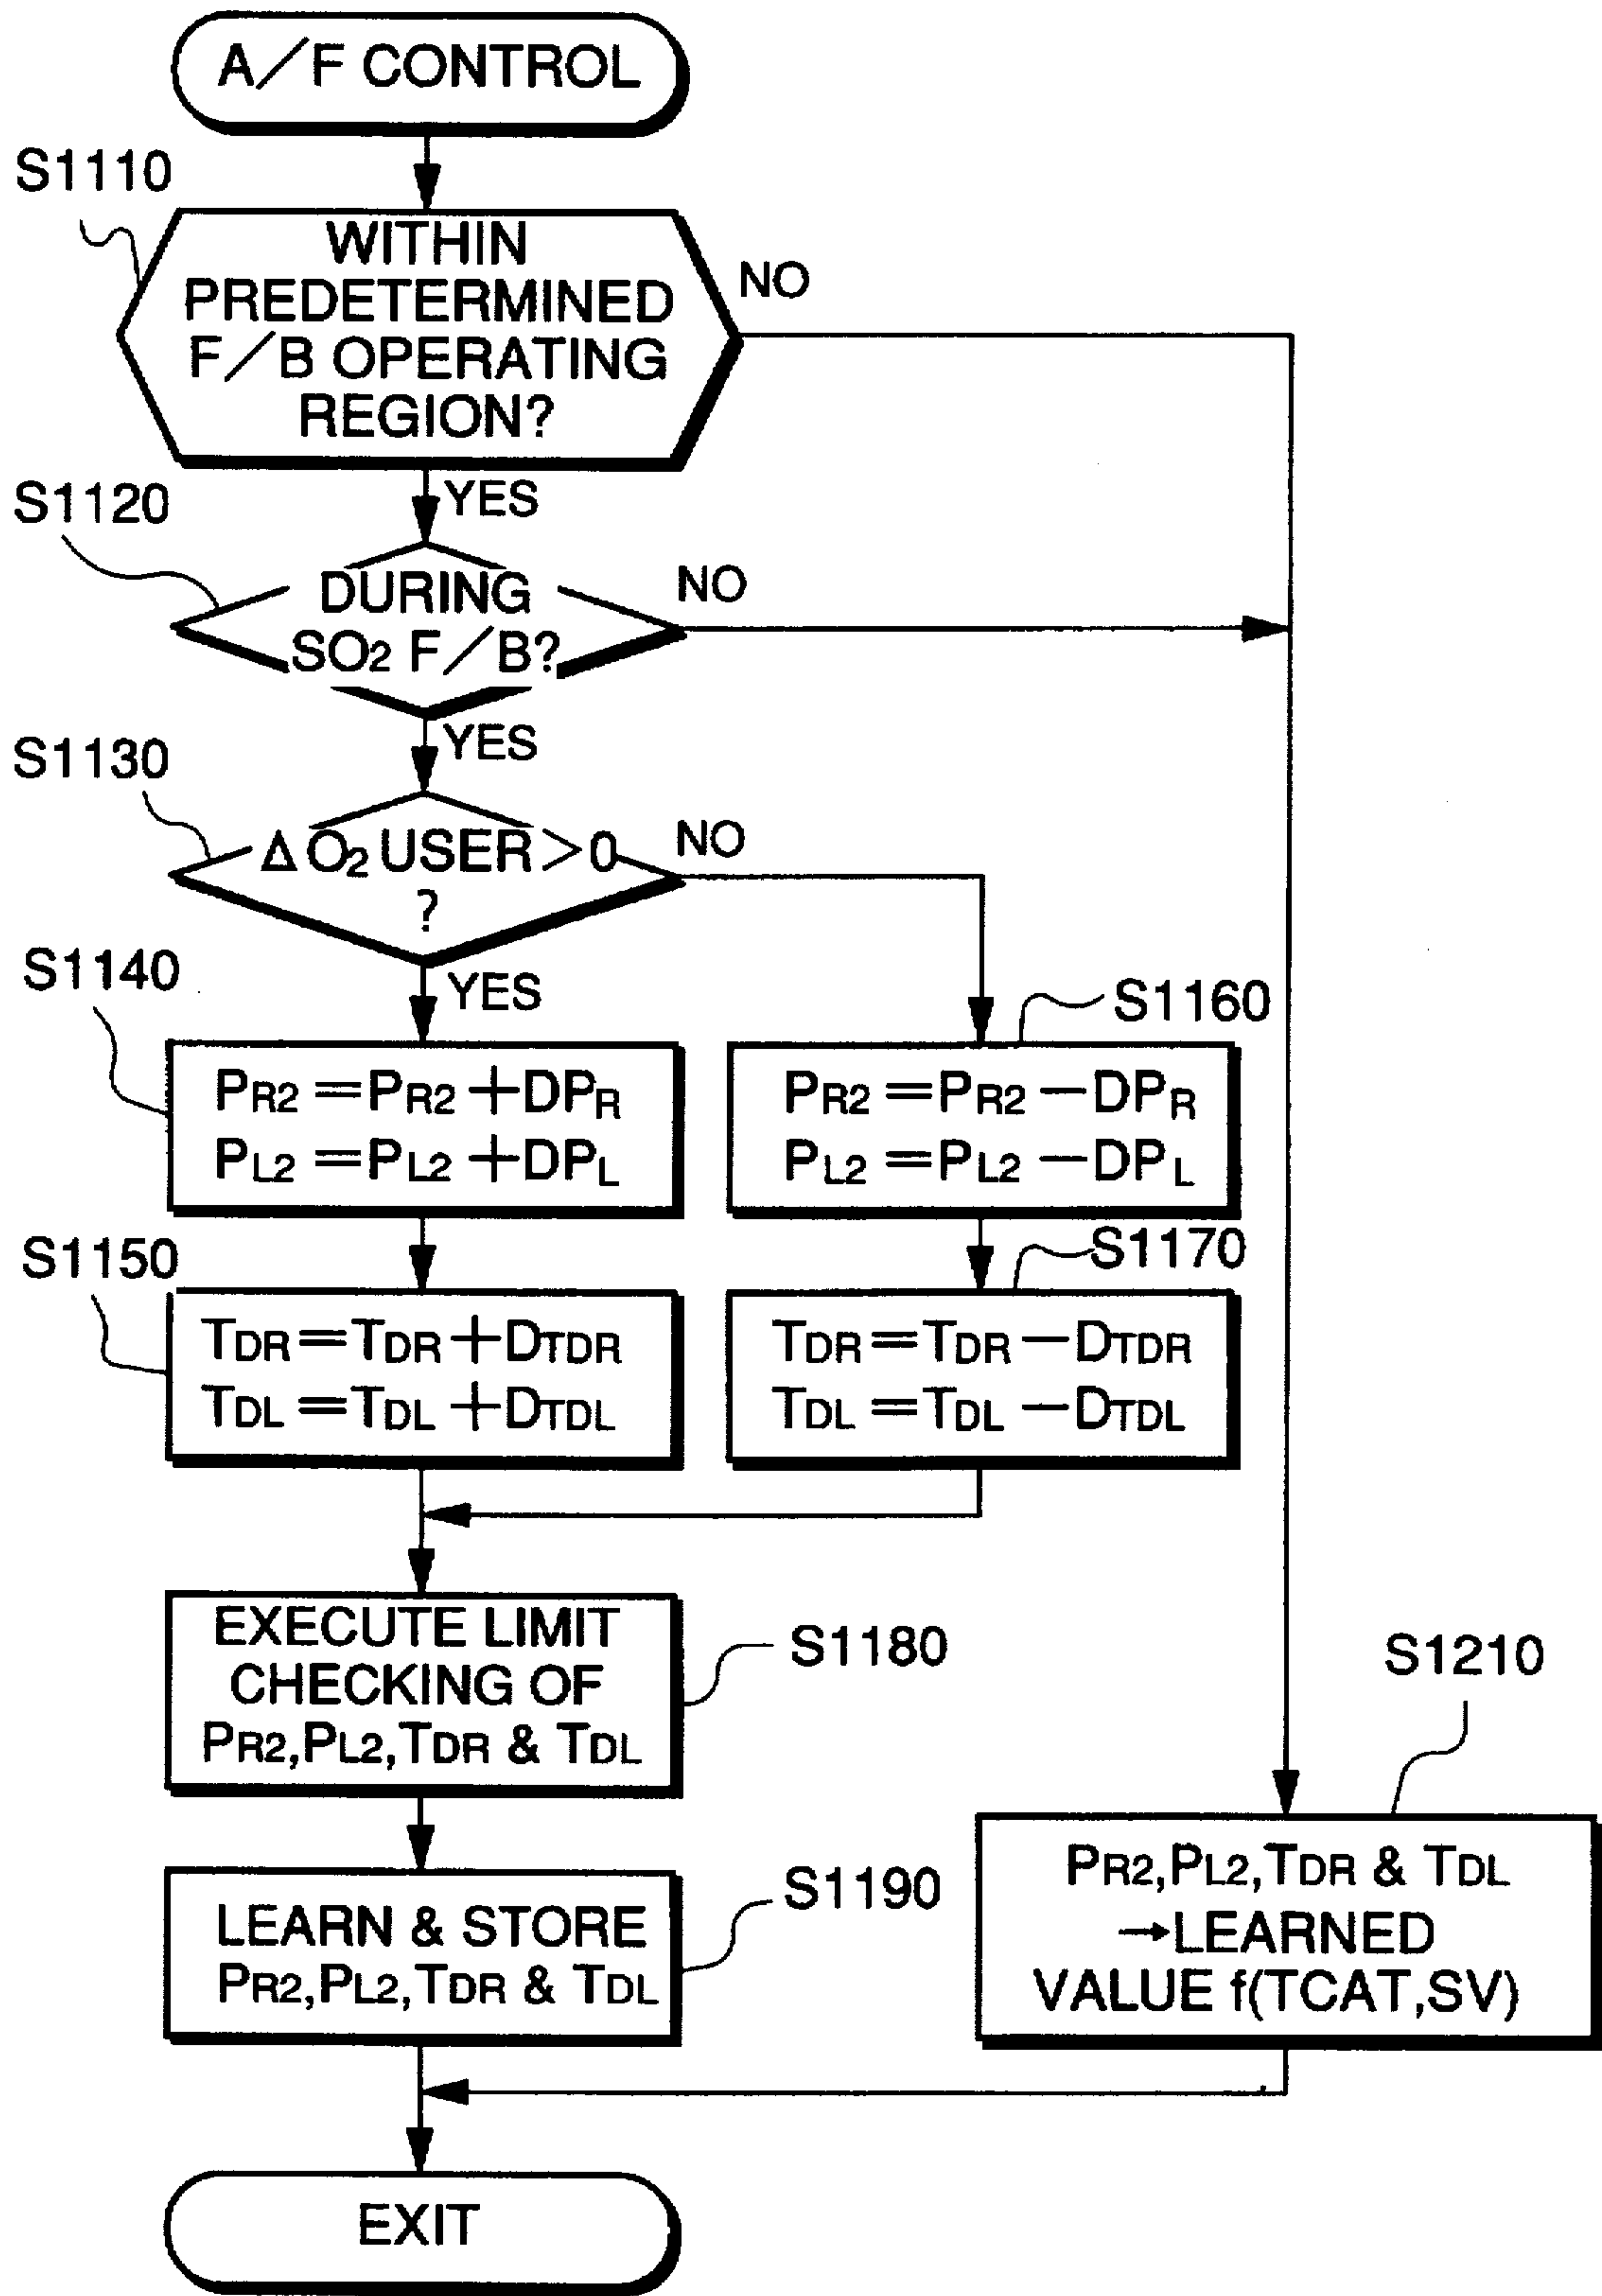 A/F CONTROL
S1110
WITHIN
PREDETERMINED
F/B OPERATING
REGION?
NO
YES
S1120
DURING
SO2 F/B?
NO
YES
S1130
Δ O2 USER >0
?
NO
YES
S1140
PR2 =PR2 +DPR
PL2 =PL2 +DPL
S1160
PR2 =PR2 −DPR
PL2 =PL2 −DPL
S1150
TDR=TDR+DTDR
TDL =TDL +DTDL
S1170
TDR=TDR−DTDR
TDL =TDL −DTDL
EXECUTE LIMIT
CHECKING OF
PR2,PL2,TDR & TDL
S1180
LEARN & STORE
PR2,PL2,TDR & TDL
S1190
S1210
PR2,PL2,TDR & TDL
→LEARNED
VALUE f(TCAT,SV)
EXIT